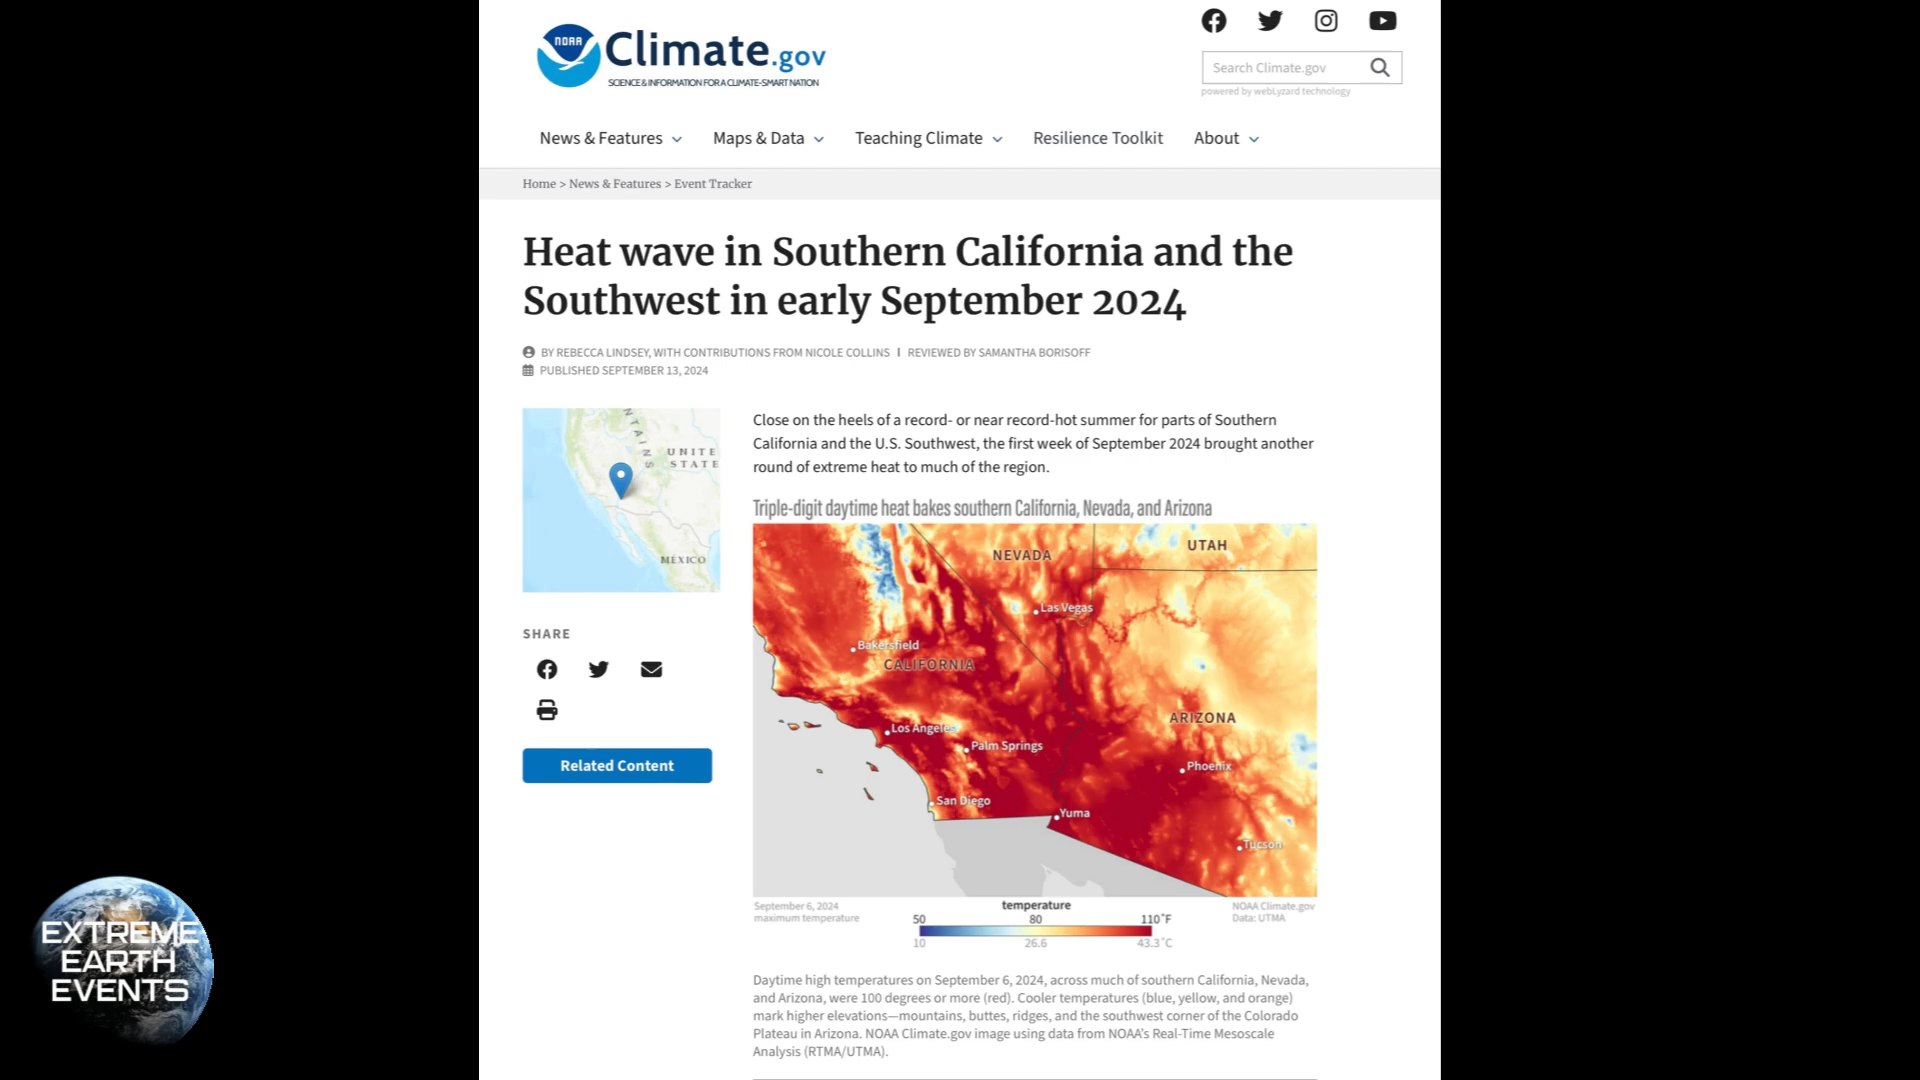 NOAA
Climate.gov
SCIENCE & INFORMATION FOR A CLIMATE-SMART NATION
Search Climate.gov
powered by webLyzard technology
News & Features
Maps & Data
Teaching Climate
Resilience Toolkit
About
Home > News & Features > Event Tracker
Heat wave in Southern California and the
Southwest in early September 2024
BY REBECCA LINDSEY, WITH CONTRIBUTIONS FROM NICOLE COLLINS | REVIEWED BY SAMANTHA BORISOFF
PUBLISHED SEPTEMBER 13, 2024
NTAINS
UNITE
STATE
MÉXICO
SHARE
Related Content
Close on the heels of a record- or near record-hot summer for parts of Southern
California and the U.S. Southwest, the first week of September 2024 brought another
round of extreme heat to much of the region.
Triple-digit daytime heat bakes southern California, Nevada, and Arizona
NEVADA
UTAH
Las Vegas
Bakersfield
CALIFORNIA
ARIZONA
Los Angeles
Palm Springs
Phoenix
San Diego
Yuma
Tucson
September 6, 2024
maximum temperature
temperature
50 80 110°F
10 26.6 43.3°C
NOAA Climate.gov
Data: UTMA
Daytime high temperatures on September 6, 2024, across much of southern California, Nevada,
and Arizona, were 100 degrees or more (red). Cooler temperatures (blue, yellow, and orange)
mark higher elevations—mountains, buttes, ridges, and the southwest corner of the Colorado
Plateau in Arizona. NOAA Climate.gov image using data from NOAA's Real-Time Mesoscale
Analysis (RTMA/UTMA).
EXTREME
EARTH
EVENTS